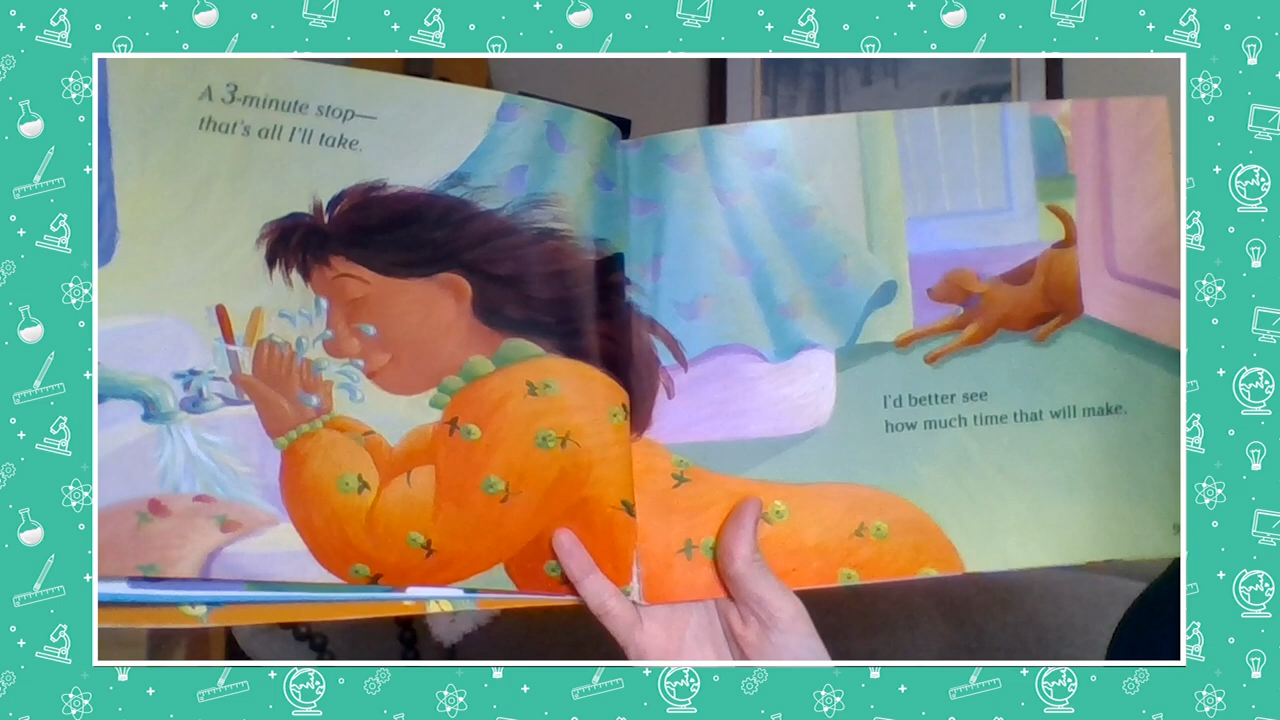 A 3-minute stop—
that's all I'll take.
I'd better see
how much time that will make.